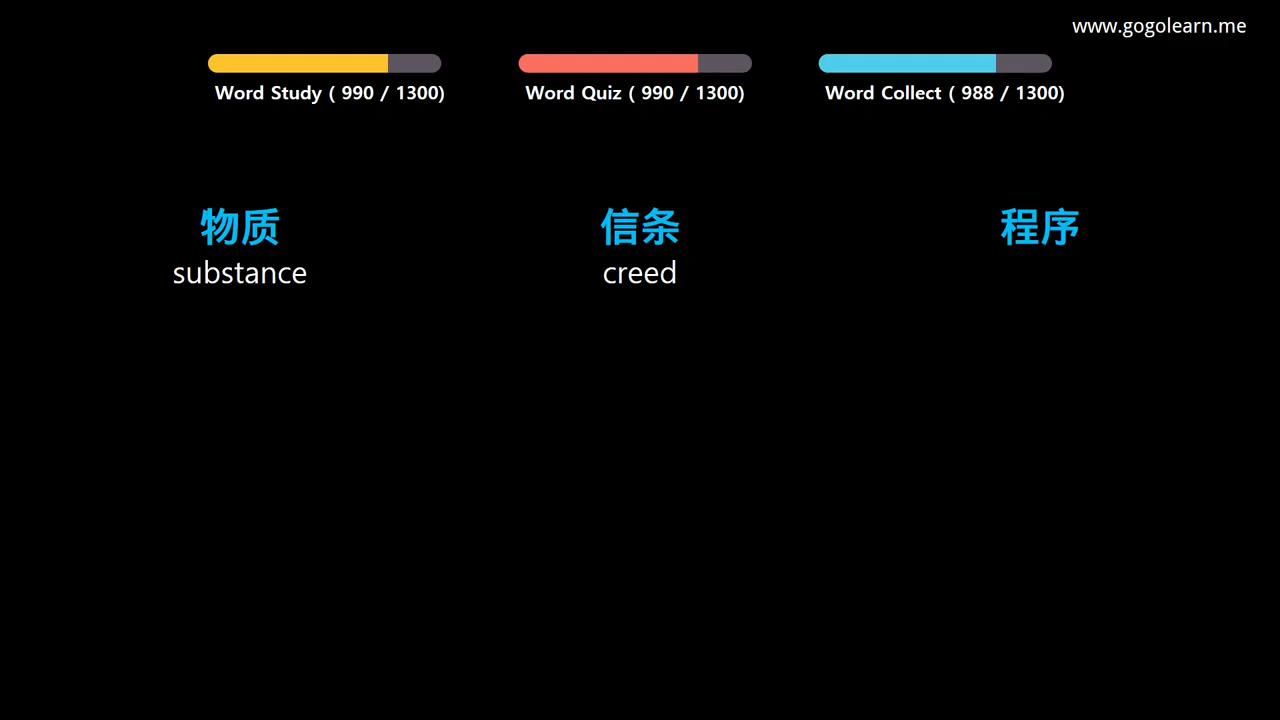 www.gogolearn.me
Word Study ( 990 / 1300)
Word Quiz ( 990 / 1300)
Word Collect ( 988 / 1300)
物质
信条
程序
substance
creed